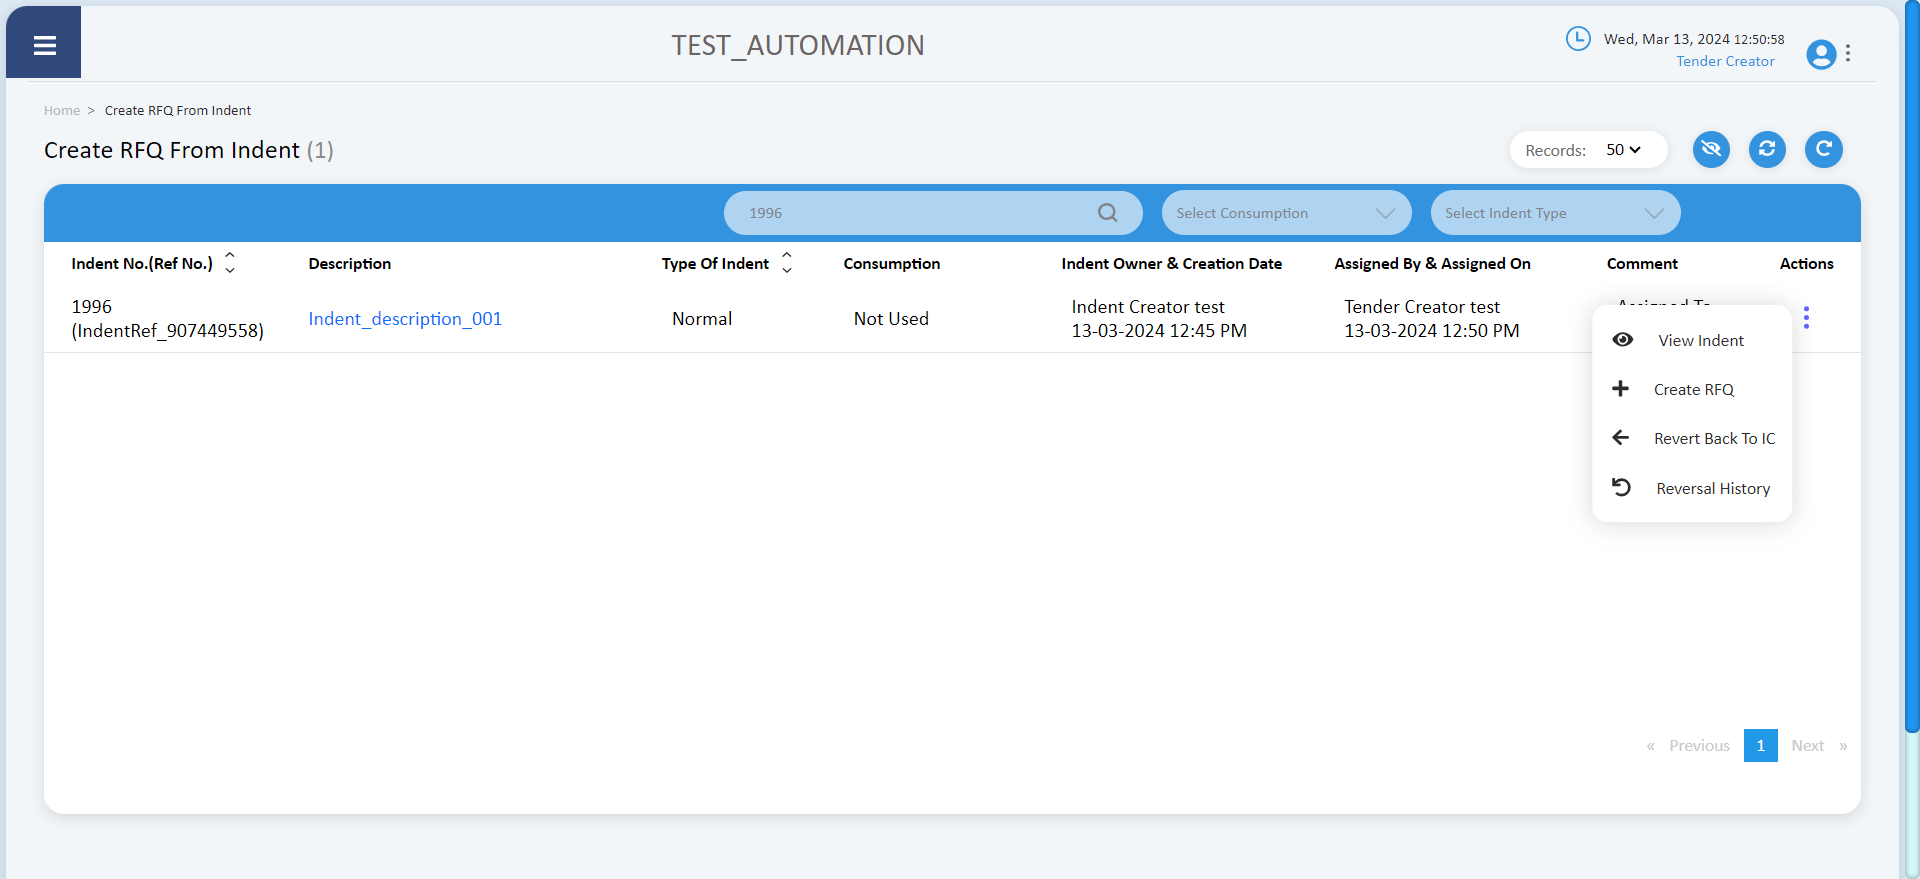 TEST_AUTOMATION
Wed, Mar 13, 2024 12:50:58
Tender Creator
Home > Create RFQ From Indent
Create RFQ From Indent (1)
Records: 50
1996
Select Consumption
Select Indent Type
Indent No.(Ref No.)
Description
Type Of Indent
Consumption
Indent Owner & Creation Date
Assigned By & Assigned On
Comment
Actions
1996
(IndentRef_907449558)
Indent_description_001
Normal
Not Used
Indent Creator test
13-03-2024 12:45 PM
Tender Creator test
13-03-2024 12:50 PM
Assigned To
View Indent
Create RFQ
Revert Back To IC
Reversal History
« Previous 1 Next »